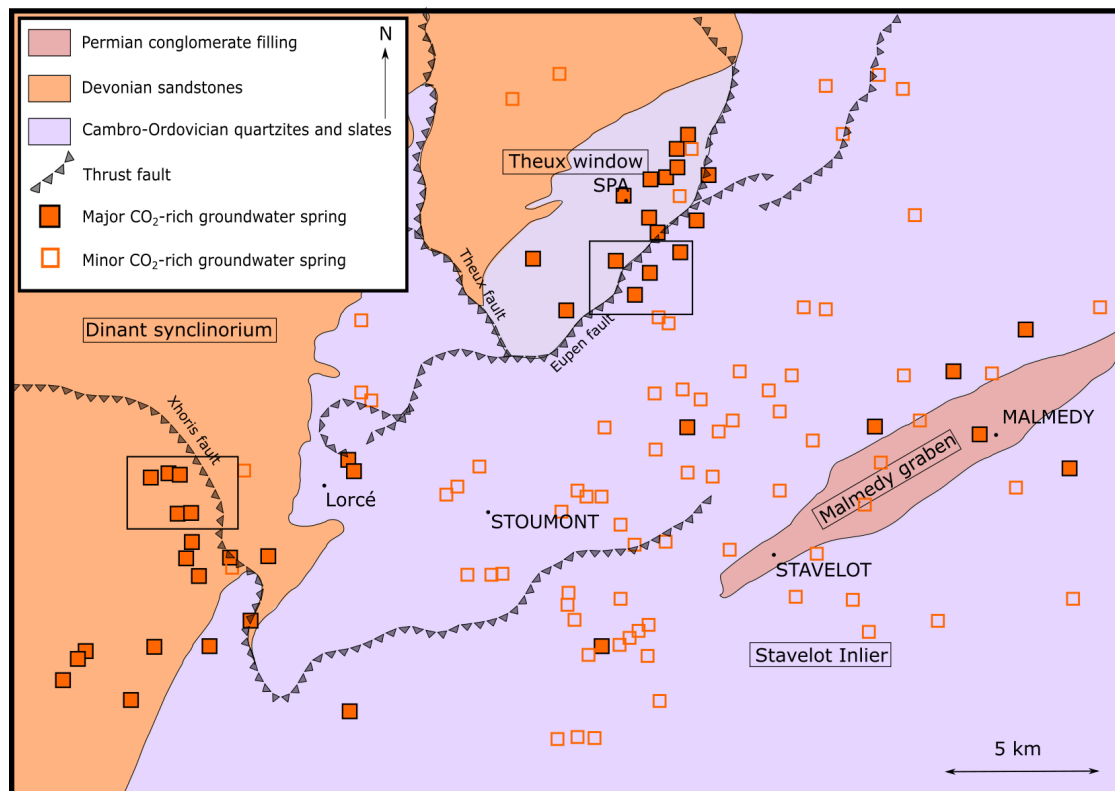 Permian conglomerate filling
N
Devonian sandstones
Cambro-Ordovician quartzites and slates
Thrust fault
Major CO₂-rich groundwater spring
Minor CO₂-rich groundwater spring
Theux window
SPA
Theux fault
Eupen fault
Dinant synclinorium
Xhoris fault
Lorcé
STOUMONT
MALMEDY
Malmedy graben
STAVELOT
Stavelot Inlier
5 km